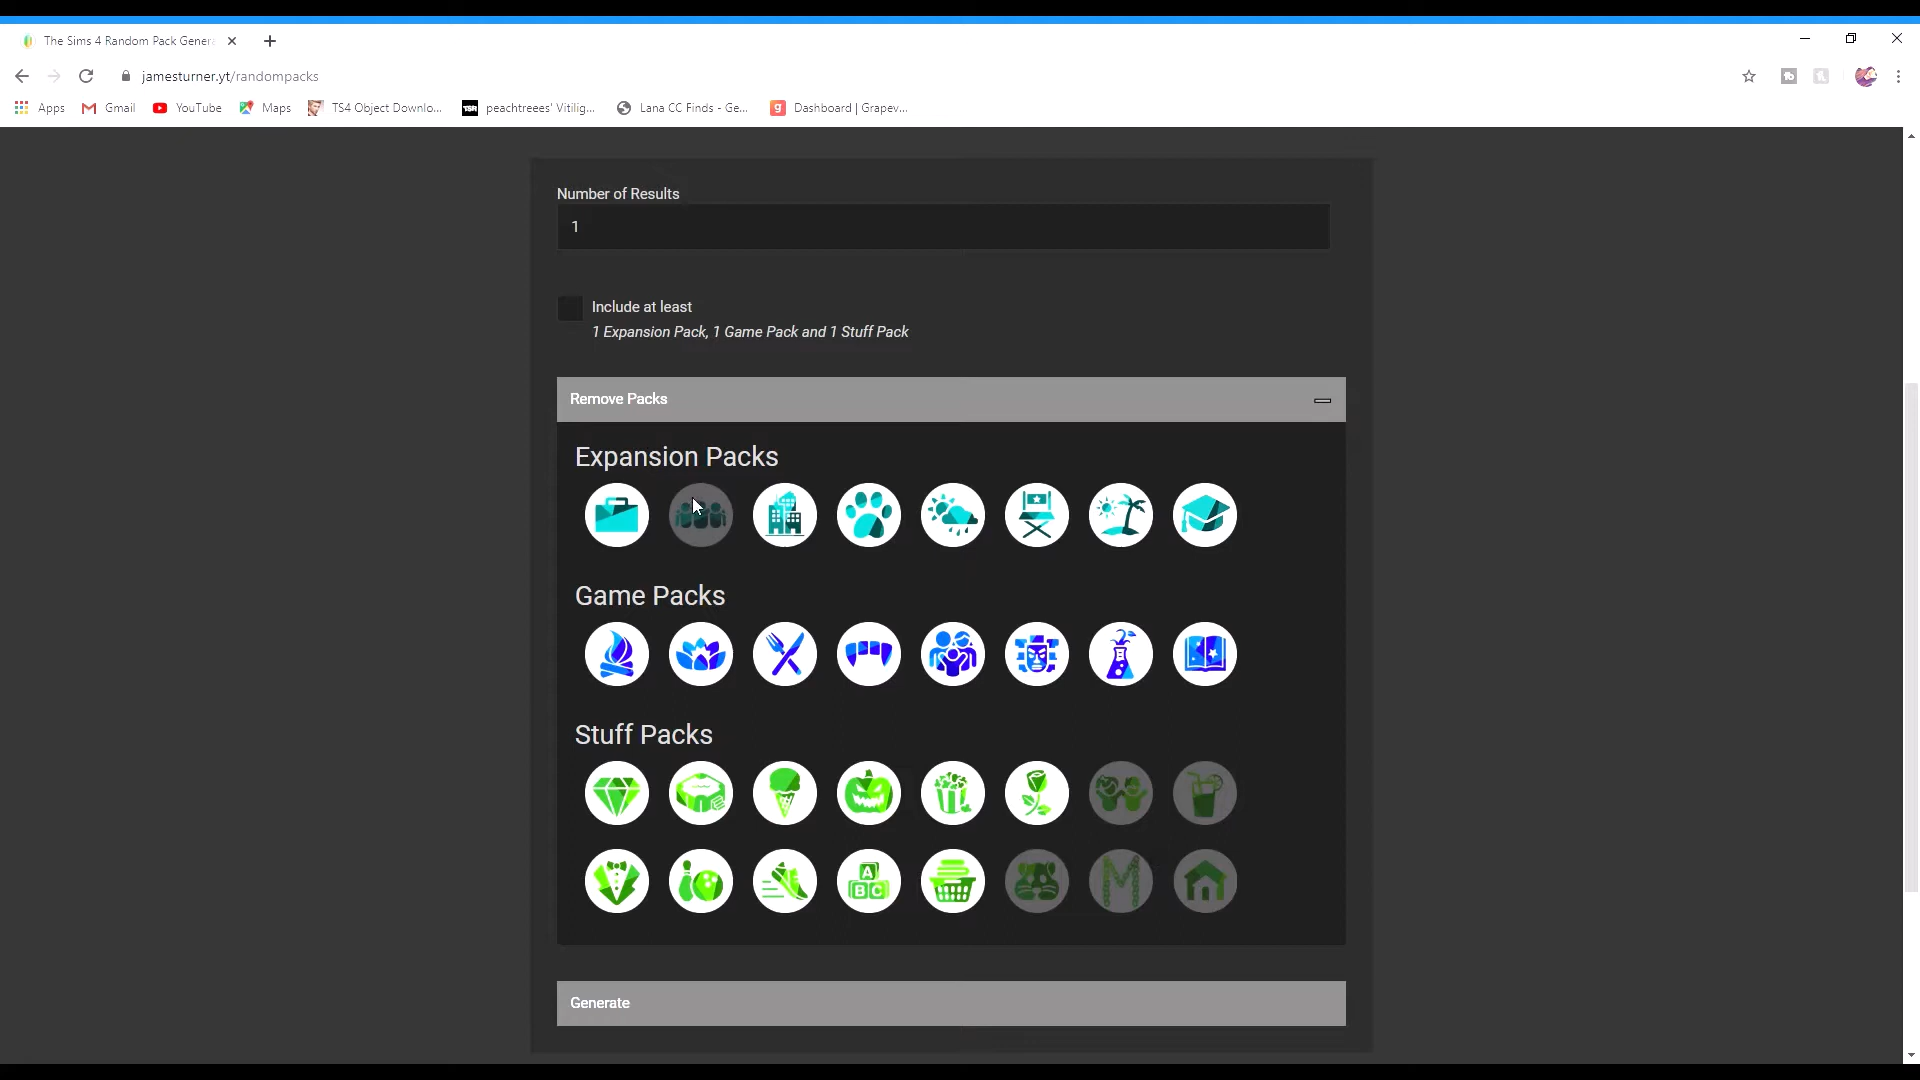 The Sims 4 Random Pack Genera
jamesturner.yt/randompacks
Apps
Gmail
YouTube
Maps
TS4 Object Downlo...
TSR
peachtreees' Vitilig...
Lana CC Finds - Ge...
g
Dashboard | Grapev...
Number of Results
1
Include at least
1 Expansion Pack, 1 Game Pack and 1 Stuff Pack
Remove Packs
Expansion Packs
Game Packs
Stuff Packs
A
B C
M
Generate